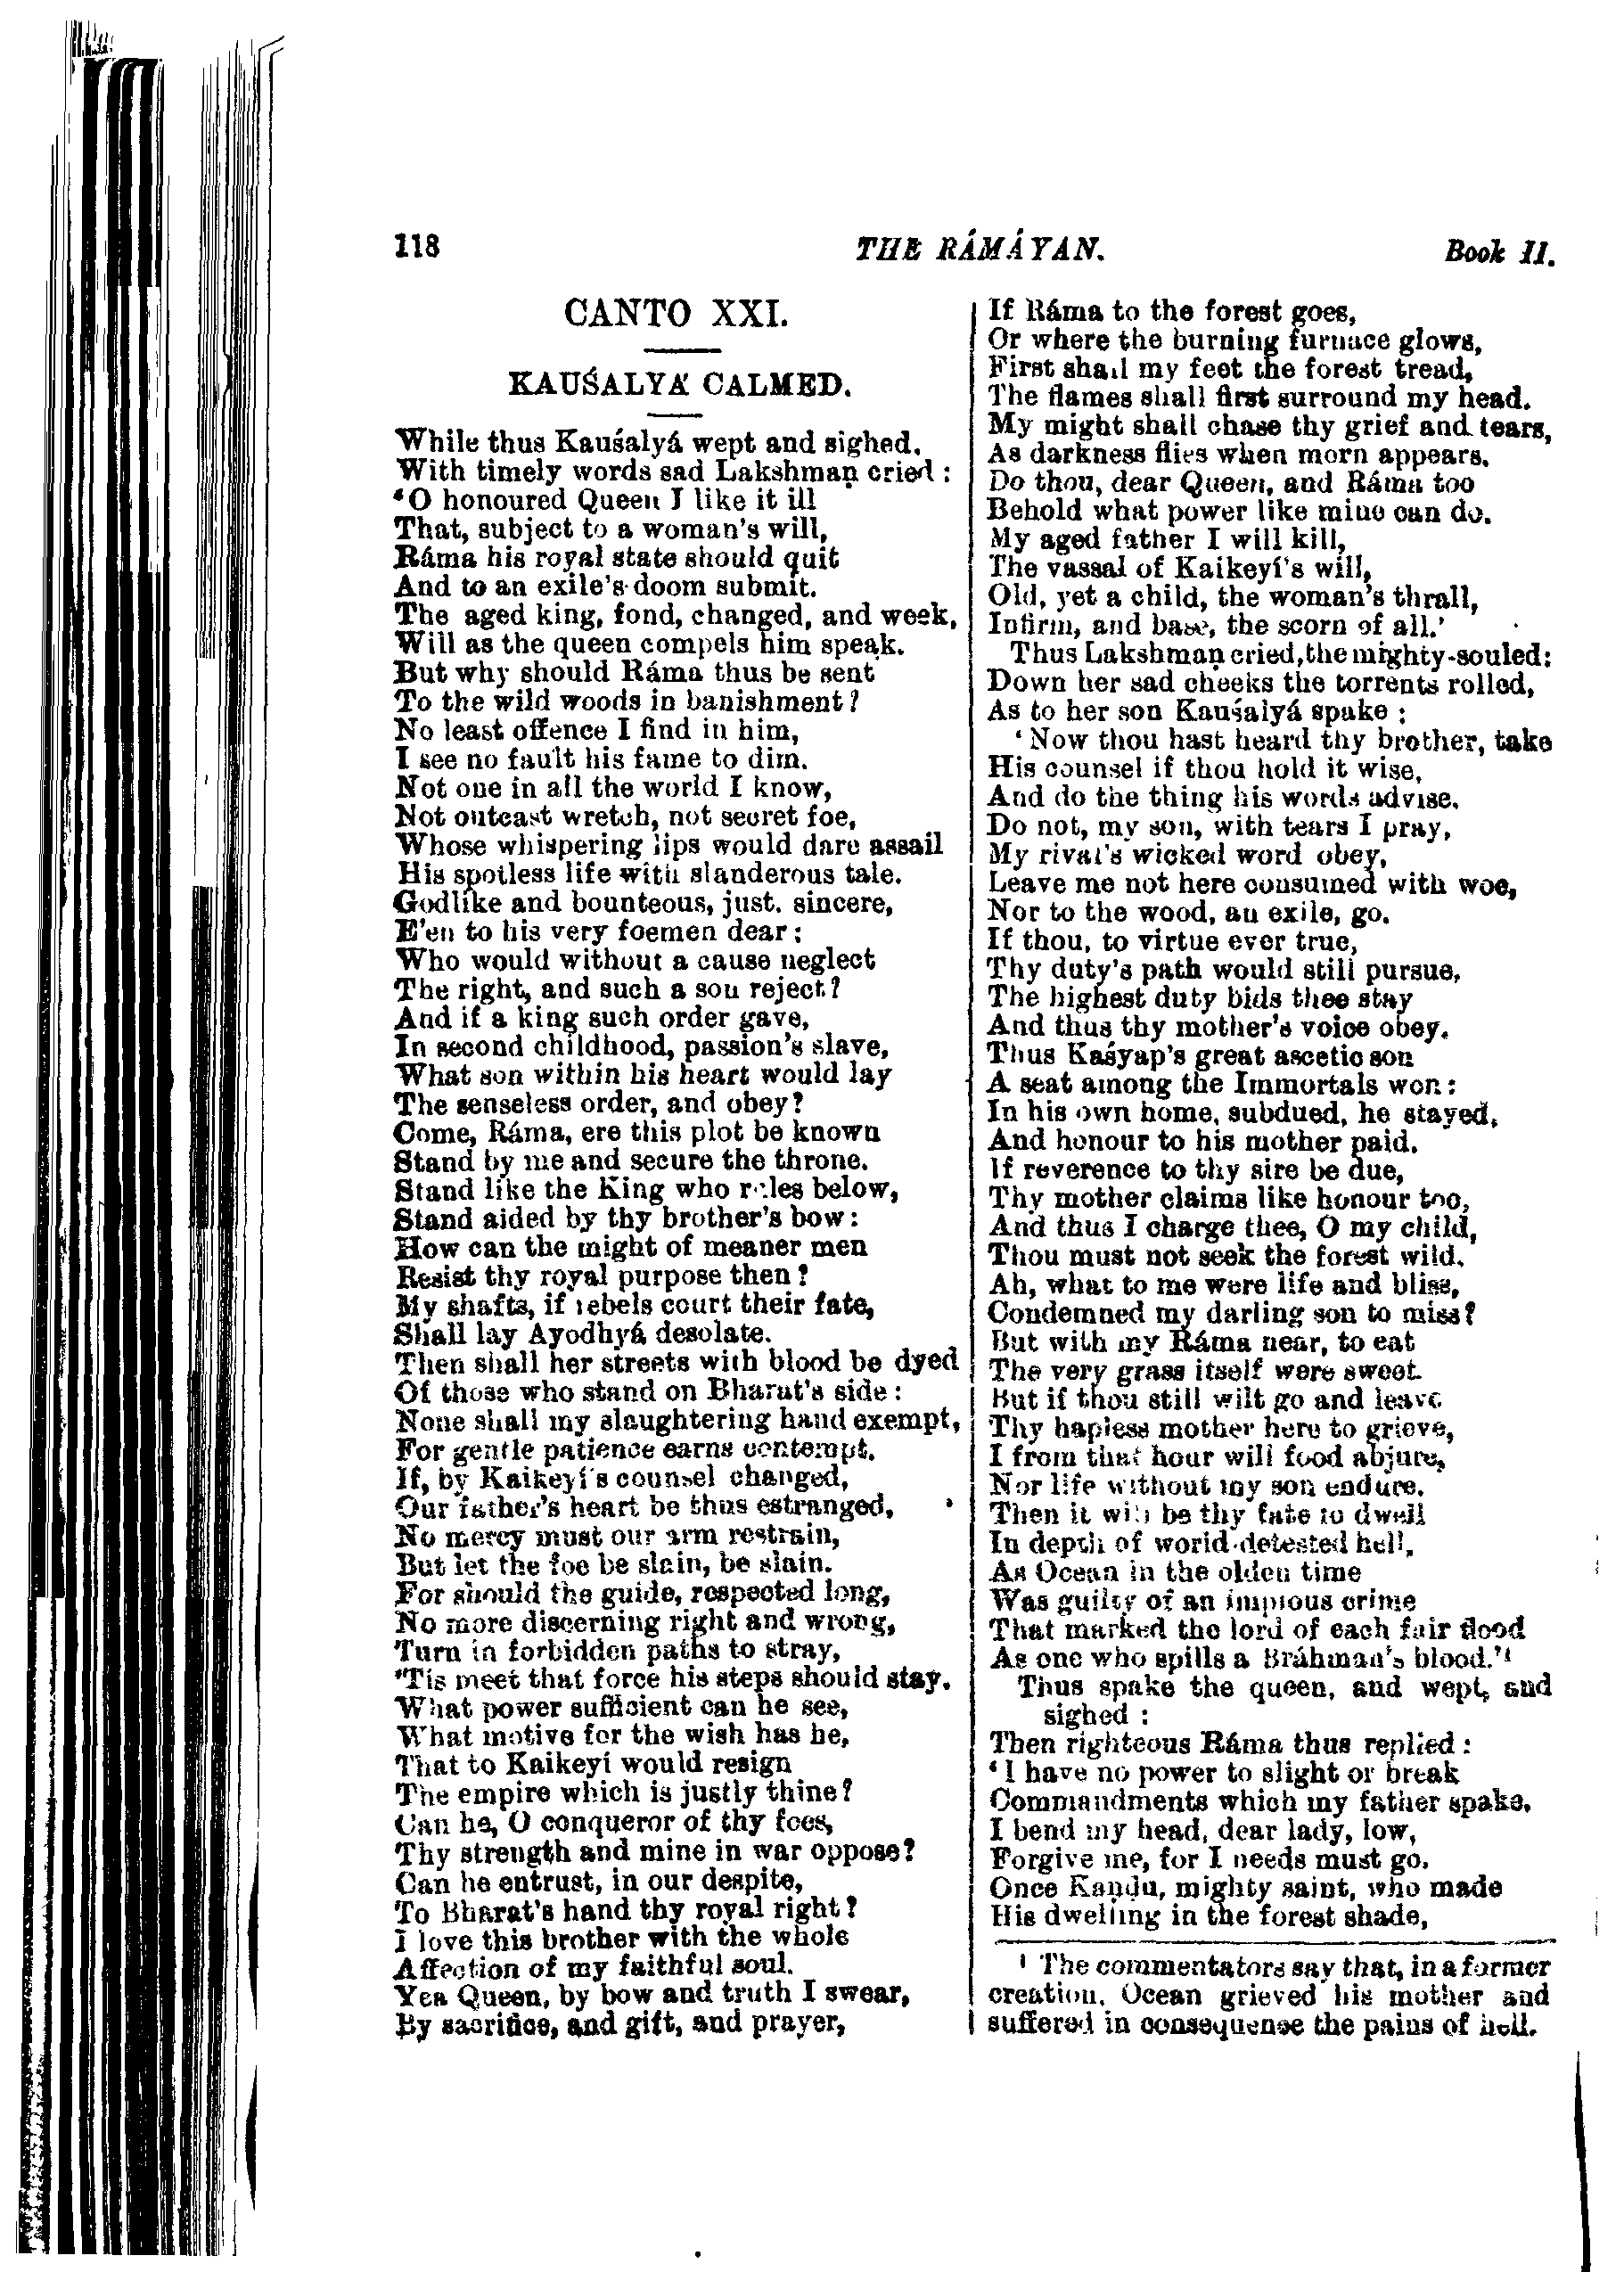 118
THE RÁMÁYAN.
Book II.
CANTO XXI.
KAUŚALYÁ CALMED.
While thus Kauśalyá wept and sighed,
With timely words sad Lakshmaṇ cried:
'O honoured Queen I like it ill
That, subject to a woman's will,
Ráma his royal state should quit
And to an exile's doom submit.
The aged king, fond, changed, and week,
Will as the queen compels him speak.
But why should Ráma thus be sent
To the wild woods in banishment?
No least offence I find in him,
I see no fault his fame to dim.
Not one in all the world I know,
Not outcast wretch, not secret foe,
Whose whispering lips would dare assail
His spotless life with slanderous tale.
Godlike and bounteous, just, sincere,
E'en to his very foemen dear:
Who would without a cause neglect
The right, and such a son reject?
And if a king such order gave,
In second childhood, passion's slave,
What son within his heart would lay
The senseless order, and obey?
Come, Ráma, ere this plot be known
Stand by me and secure the throne.
Stand like the King who rules below,
Stand aided by thy brother's bow:
How can the might of meaner men
Resist thy royal purpose then?
My shafts, if rebels court their fate,
Shall lay Ayodhyá desolate.
Then shall her streets with blood be dyed
Of those who stand on Bharat's side:
None shall my slaughtering hand exempt,
For gentle patience earns contempt.
If, by Kaikeyí's counsel changed,
Our father's heart be thus estranged,
No mercy must our arm restrain,
But let the foe be slain, be slain.
For should the guide, respected long,
No more discerning right and wrong,
Turn in forbidden paths to stray,
'Tis meet that force his steps should stay.
What power sufficient can he see,
What motive for the wish has he,
That to Kaikeyí would resign
The empire which is justly thine?
Can he, O conqueror of thy foes,
Thy strength and mine in war oppose?
Can he entrust, in our despite,
To Bharat's hand thy royal right?
I love this brother with the whole
Affection of my faithful soul.
Yea Queen, by bow and truth I swear,
By sacrifice, and gift, and prayer,
If Ráma to the forest goes,
Or where the burning furnace glows,
First shall my feet the forest tread,
The flames shall first surround my head.
My might shall chase thy grief and tears,
As darkness flies when morn appears.
Do thou, dear Queen, and Ráma too
Behold what power like mine can do.
My aged father I will kill,
The vassal of Kaikeyí's will,
Old, yet a child, the woman's thrall,
Infirm, and base, the scorn of all.'
Thus Lakshmaṇ cried, the mighty-souled:
Down her sad cheeks the torrents rolled,
As to her son Kauśalyá spake:
'Now thou hast heard thy brother, take
His counsel if thou hold it wise,
And do the thing his words advise.
Do not, my son, with tears I pray,
My rival's wicked word obey,
Leave me not here consumed with woe,
Nor to the wood, an exile, go.
If thou, to virtue ever true,
Thy duty's path would still pursue,
The highest duty bids thee stay
And thus thy mother's voice obey.
Thus Kaśyap's great ascetic son
A seat among the Immortals won:
In his own home, subdued, he stayed,
And honour to his mother paid.
If reverence to thy sire be due,
Thy mother claims like honour too,
And thus I charge thee, O my child,
Thou must not seek the forest wild.
Ah, what to me were life and bliss,
Condemned my darling son to miss?
But with my Ráma near, to eat
The very grass itself were sweet.
But if thou still wilt go and leave
Thy hapless mother here to grieve,
I from that hour will food abjure,
Nor life without my son endure.
Then it will be thy fate to dwell
In depth of world-detested hell,
As Ocean in the olden time
Was guilty of an impious crime
That marked the lord of each fair flood
As one who spills a Bráhman's blood.'¹
Thus spake the queen, and wept, and
sighed:
Then righteous Ráma thus replied:
'I have no power to slight or break
Commandments which my father spake.
I bend my head, dear lady, low,
Forgive me, for I needs must go.
Once Kaṇḍu, mighty saint, who made
His dwelling in the forest shade,
¹ The commentators say that, in a former
creation, Ocean grieved his mother and
suffered in consequence the pains of hell.